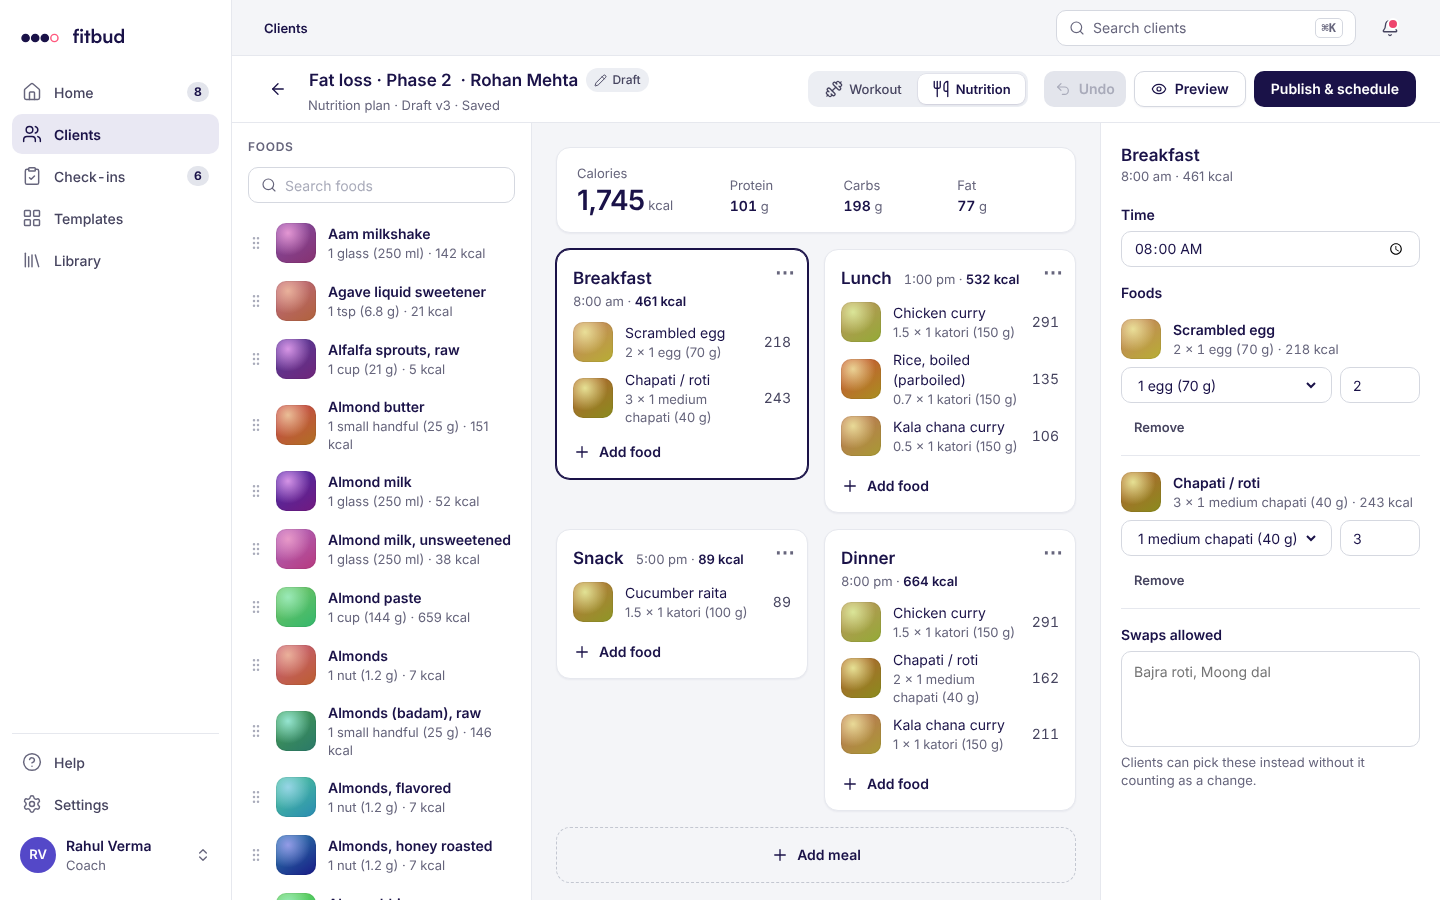 fitbud
Home 8
Clients
Check-ins 6
Templates
Library
Help
Settings
RV Rahul Verma
Coach
Clients
Search clients ⌘K
Fat loss · Phase 2 · Rohan Mehta Draft
Nutrition plan · Draft v3 · Saved
Workout Nutrition Undo Preview Publish & schedule
FOODS
Search foods
Aam milkshake
1 glass (250 ml) · 142 kcal
Agave liquid sweetener
1 tsp (6.8 g) · 21 kcal
Alfalfa sprouts, raw
1 cup (21 g) · 5 kcal
Almond butter
1 small handful (25 g) · 151
kcal
Almond milk
1 glass (250 ml) · 52 kcal
Almond milk, unsweetened
1 glass (250 ml) · 38 kcal
Almond paste
1 cup (144 g) · 659 kcal
Almonds
1 nut (1.2 g) · 7 kcal
Almonds (badam), raw
1 small handful (25 g) · 146
kcal
Almonds, flavored
1 nut (1.2 g) · 7 kcal
Almonds, honey roasted
1 nut (1.2 g) · 7 kcal
Calories
1,745 kcal
Protein
101 g
Carbs
198 g
Fat
77 g
Breakfast
8:00 am · 461 kcal
Scrambled egg
2 × 1 egg (70 g)
218
Chapati / roti
3 × 1 medium
chapati (40 g)
243
Add food
Lunch 1:00 pm · 532 kcal
Chicken curry
1.5 × 1 katori (150 g)
291
Rice, boiled
(parboiled)
0.7 × 1 katori (150 g)
135
Kala chana curry
0.5 × 1 katori (150 g)
106
Add food
Snack 5:00 pm · 89 kcal
Cucumber raita
1.5 × 1 katori (100 g)
89
Add food
Dinner
8:00 pm · 664 kcal
Chicken curry
1.5 × 1 katori (150 g)
291
Chapati / roti
2 × 1 medium
chapati (40 g)
162
Kala chana curry
1 × 1 katori (150 g)
211
Add food
Add meal
Breakfast
8:00 am · 461 kcal
Time
08:00 AM
Foods
Scrambled egg
2 × 1 egg (70 g) · 218 kcal
1 egg (70 g) 2
Remove
Chapati / roti
3 × 1 medium chapati (40 g) · 243 kcal
1 medium chapati (40 g) 3
Remove
Swaps allowed
Bajra roti, Moong dal
Clients can pick these instead without it
counting as a change.